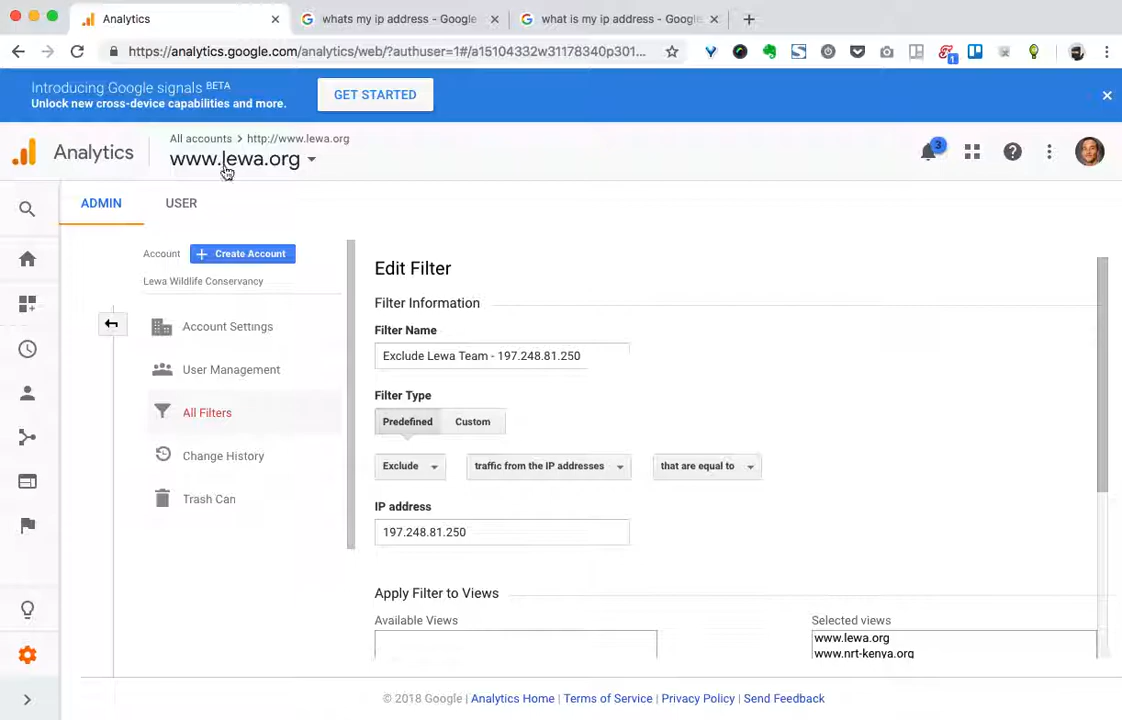 Analytics
whats my ip address - Google
what is my ip address - Google
https://analytics.google.com/analytics/web/?authuser=1#/a15104332w31178340p301...
1
Introducing Google signals BETA
Unlock new cross-device capabilities and more.
GET STARTED
Analytics
All accounts > http://www.lewa.org
www.lewa.org
3
ADMIN
USER
Account
+ Create Account
Lewa Wildlife Conservancy
Account Settings
User Management
All Filters
Change History
Trash Can
Edit Filter
Filter Information
Filter Name
Exclude Lewa Team - 197.248.81.250
Filter Type
Predefined
Custom
Exclude
traffic from the IP addresses
that are equal to
IP address
197.248.81.250
Apply Filter to Views
Available Views
Selected views
www.lewa.org
www.nrt-kenya.org
© 2018 Google | Analytics Home | Terms of Service | Privacy Policy | Send Feedback